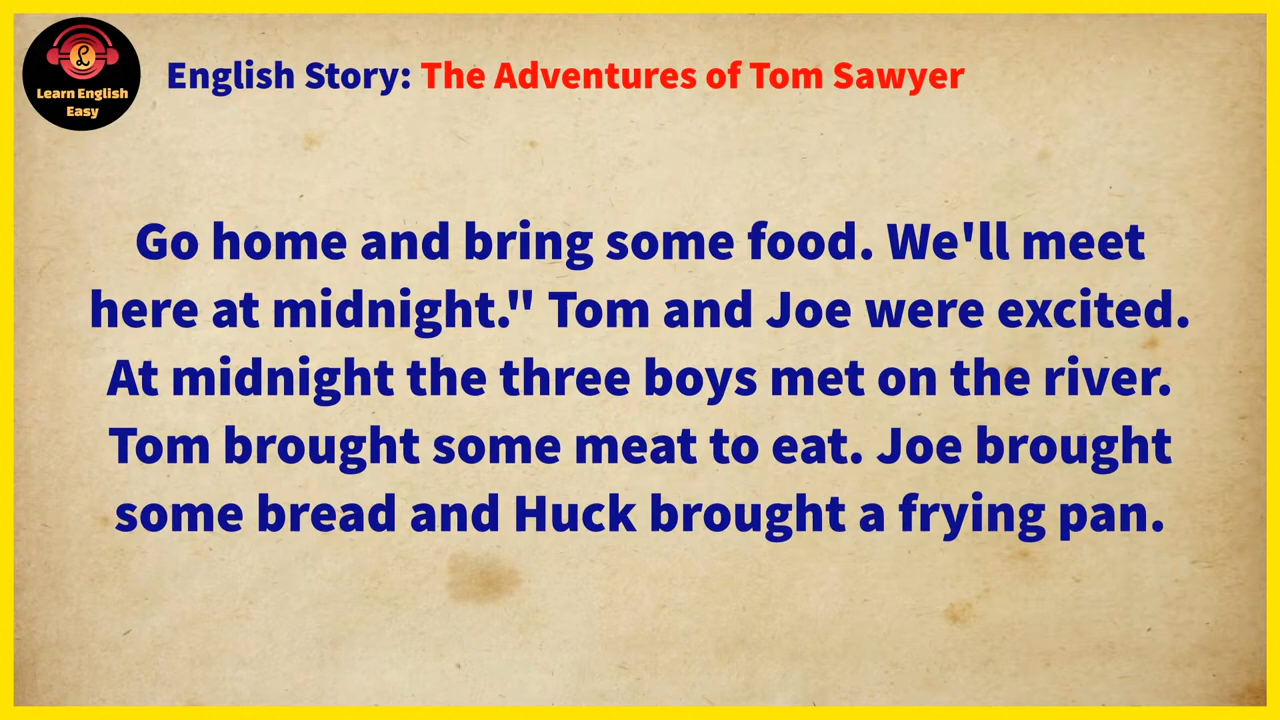 Learn English
Easy
English Story: The Adventures of Tom Sawyer
Go home and bring some food. We'll meet
here at midnight." Tom and Joe were excited.
At midnight the three boys met on the river.
Tom brought some meat to eat. Joe brought
some bread and Huck brought a frying pan.